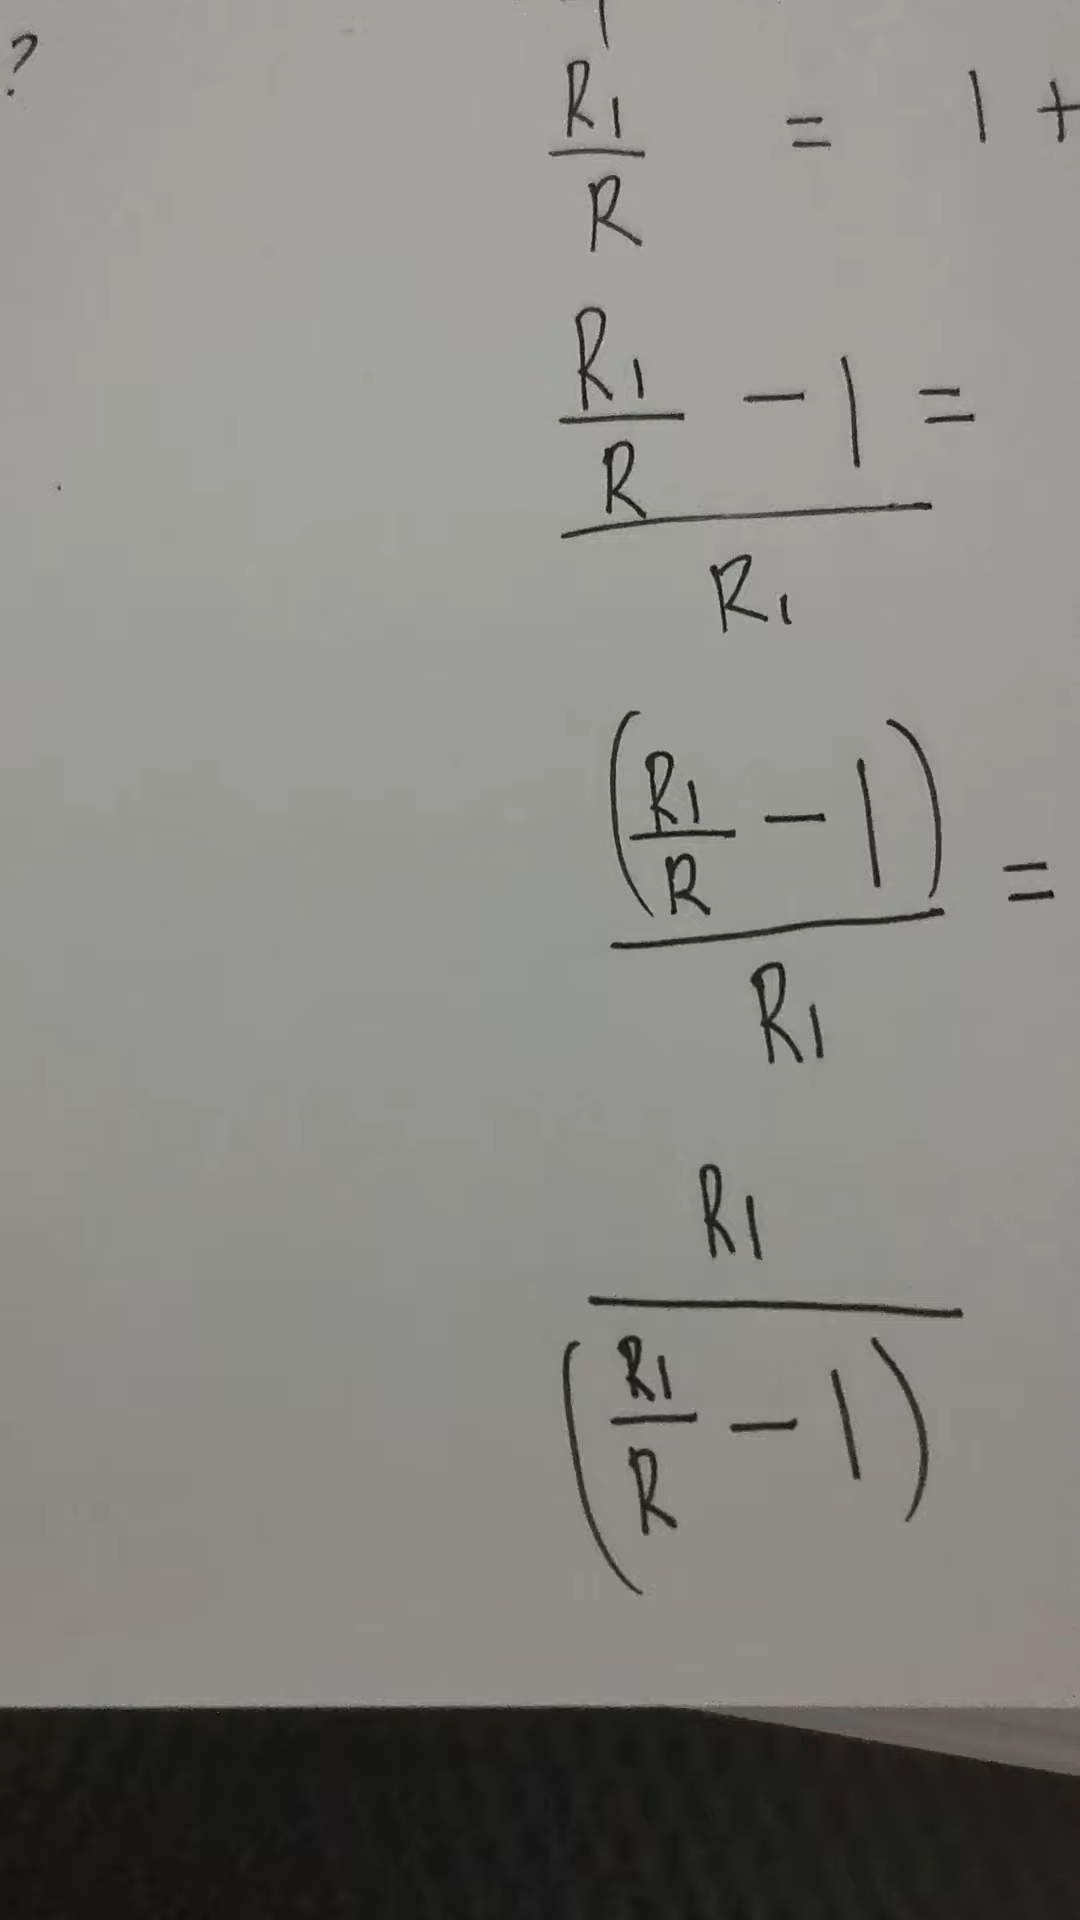 ?
R1
= 1 +
R
R1
- 1 =
R
R1
(R1
- 1) =
R
R1
R1
(R1
- 1)
R